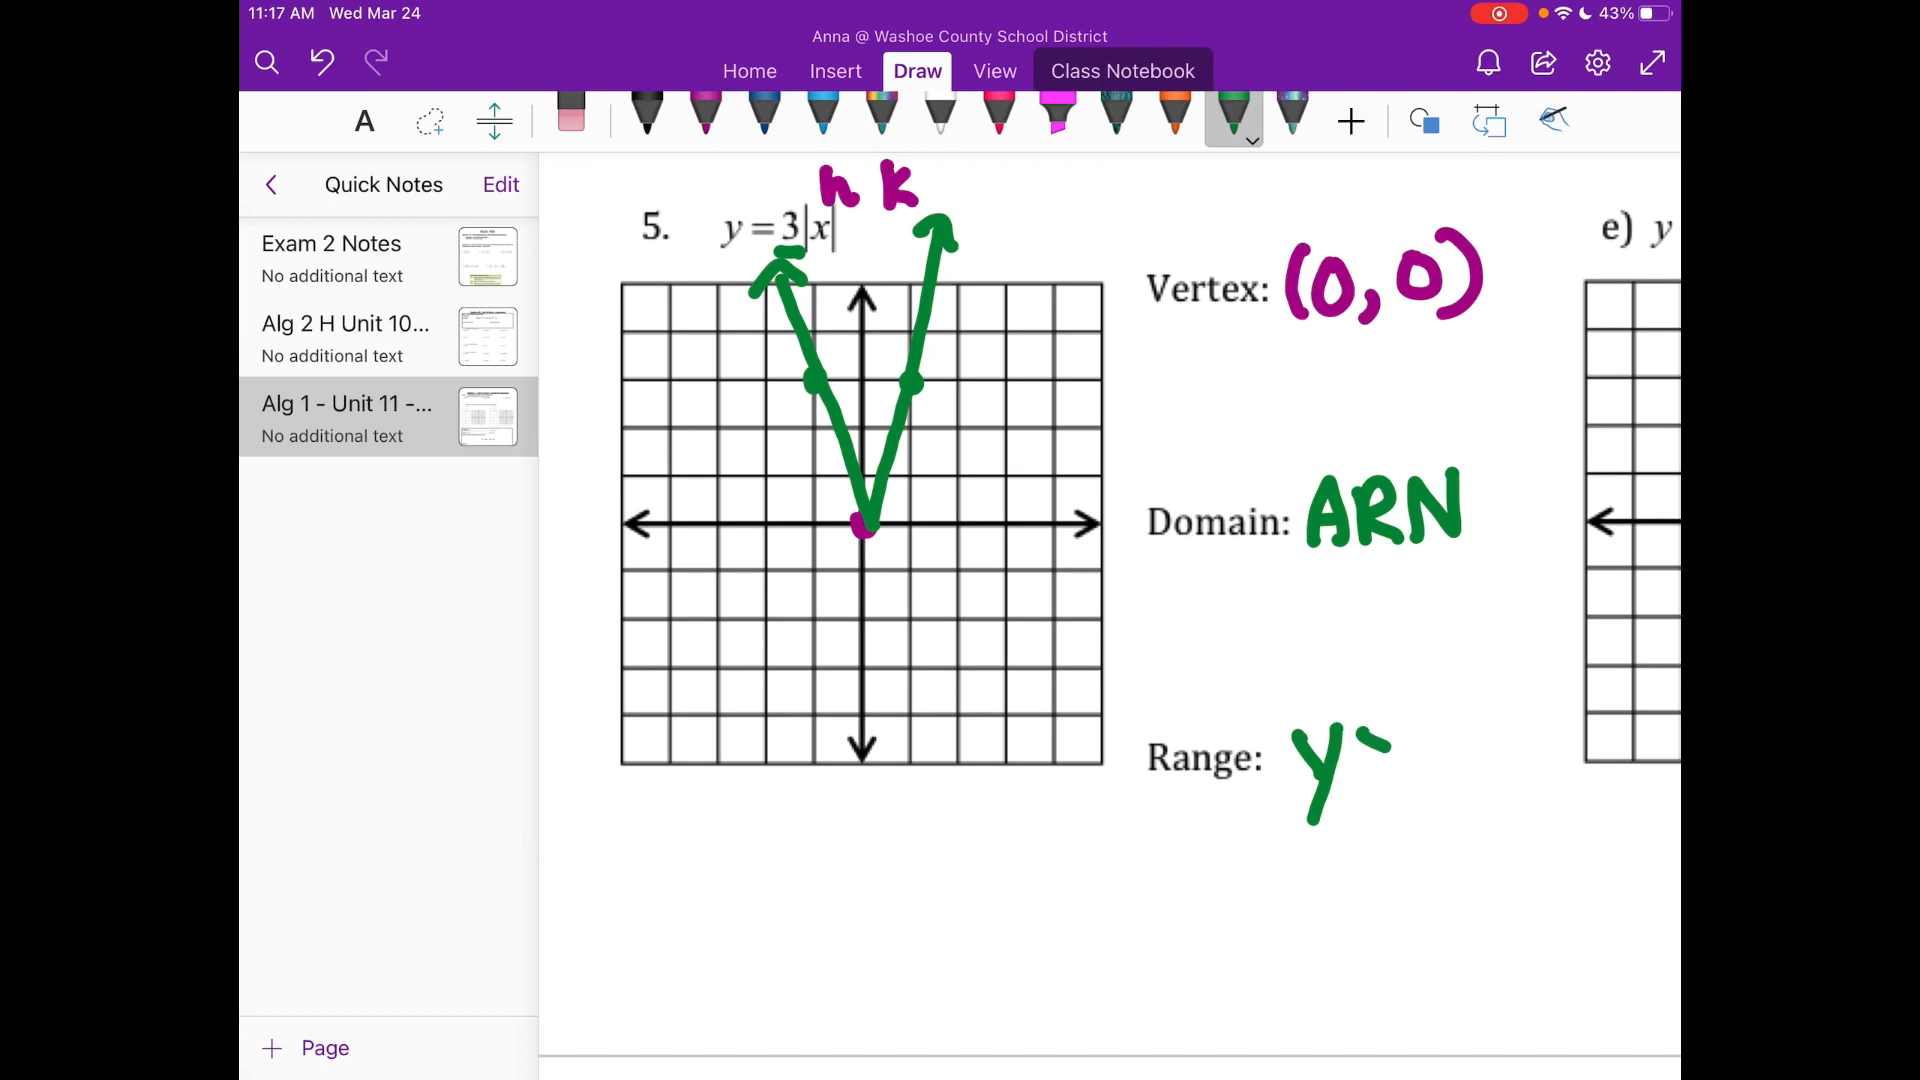 11:17 AM Wed Mar 24
43%
Anna @ Washoe County School District
Home Insert Draw View Class Notebook
A
Quick Notes Edit
Exam 2 Notes
No additional text
Alg 2 H Unit 10...
No additional text
Alg 1 - Unit 11 -...
No additional text
Page
h k
5. y = 3|x|
Vertex: (0, 0)
Domain: ARN
Range: y
e) y